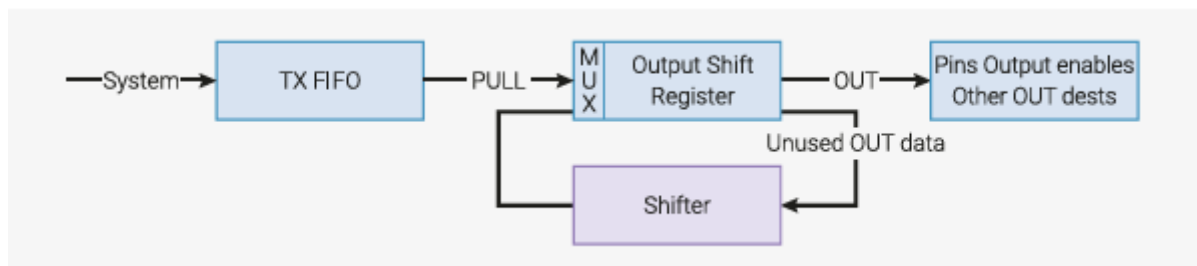 System
TX FIFO
PULL
M
U
X
Output Shift
Register
OUT
Pins Output enables
Other OUT dests
Unused OUT data
Shifter